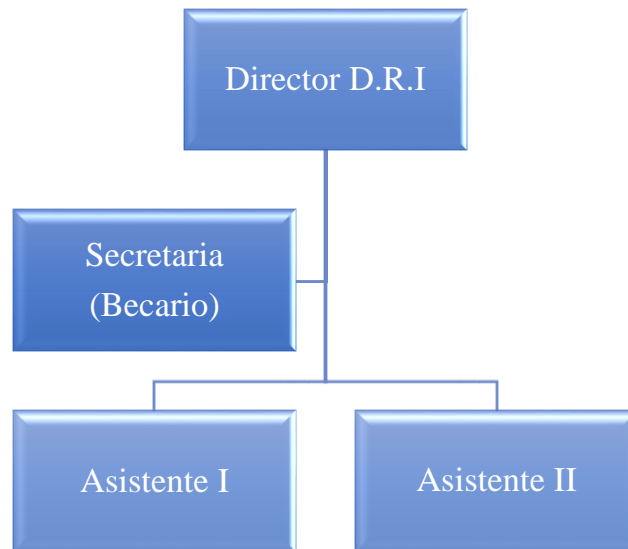 Director D.R.I
Secretaria
(Becario)
Asistente I
Asistente II